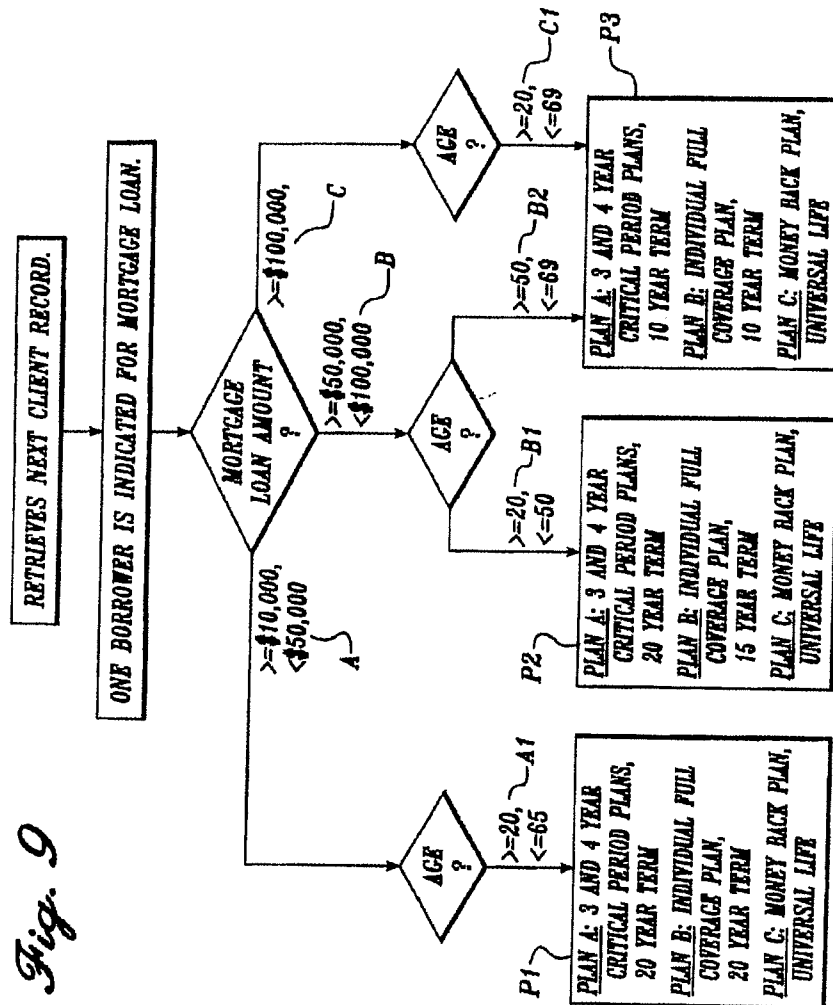 Fig. 9
RETRIEVES NEXT CLIENT RECORD.
ONE BORROWER IS INDICATED FOR MORTGAGE LOAN.
MORTGAGE
LOAN AMOUNT
?
>=$10,000,
<$50,000
A
>=$50,000,
<$100,000
B
>=$100,000,
C
AGE
?
>=20,
<=65
A1
AGE
?
>=20,
<=50
B1
>=50,
<=69
B2
AGE
?
>=20,
<=69
C1
P1
PLAN A: 3 AND 4 YEAR
CRITICAL PERIOD PLANS,
20 YEAR TERM
PLAN B: INDIVIDUAL FULL
COVERAGE PLAN,
20 YEAR TERM
PLAN C: MONEY BACK PLAN,
UNIVERSAL LIFE
P2
PLAN A: 3 AND 4 YEAR
CRITICAL PERIOD PLANS,
20 YEAR TERM
PLAN B: INDIVIDUAL FULL
COVERAGE PLAN,
15 YEAR TERM
PLAN C: MONEY BACK PLAN,
UNIVERSAL LIFE
P3
PLAN A: 3 AND 4 YEAR
CRITICAL PERIOD PLANS,
10 YEAR TERM
PLAN B: INDIVIDUAL FULL
COVERAGE PLAN,
10 YEAR TERM
PLAN C: MONEY BACK PLAN,
UNIVERSAL LIFE